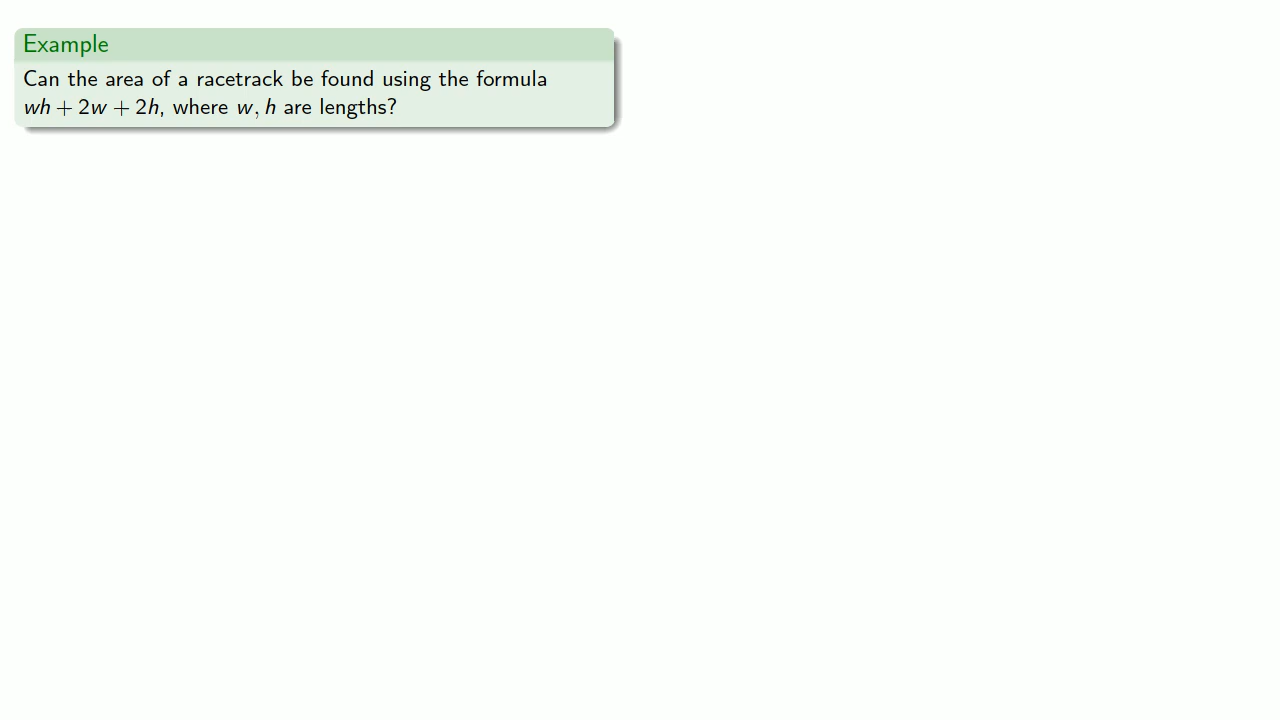 Example
Can the area of a racetrack be found using the formula
wh + 2w + 2h, where w, h are lengths?